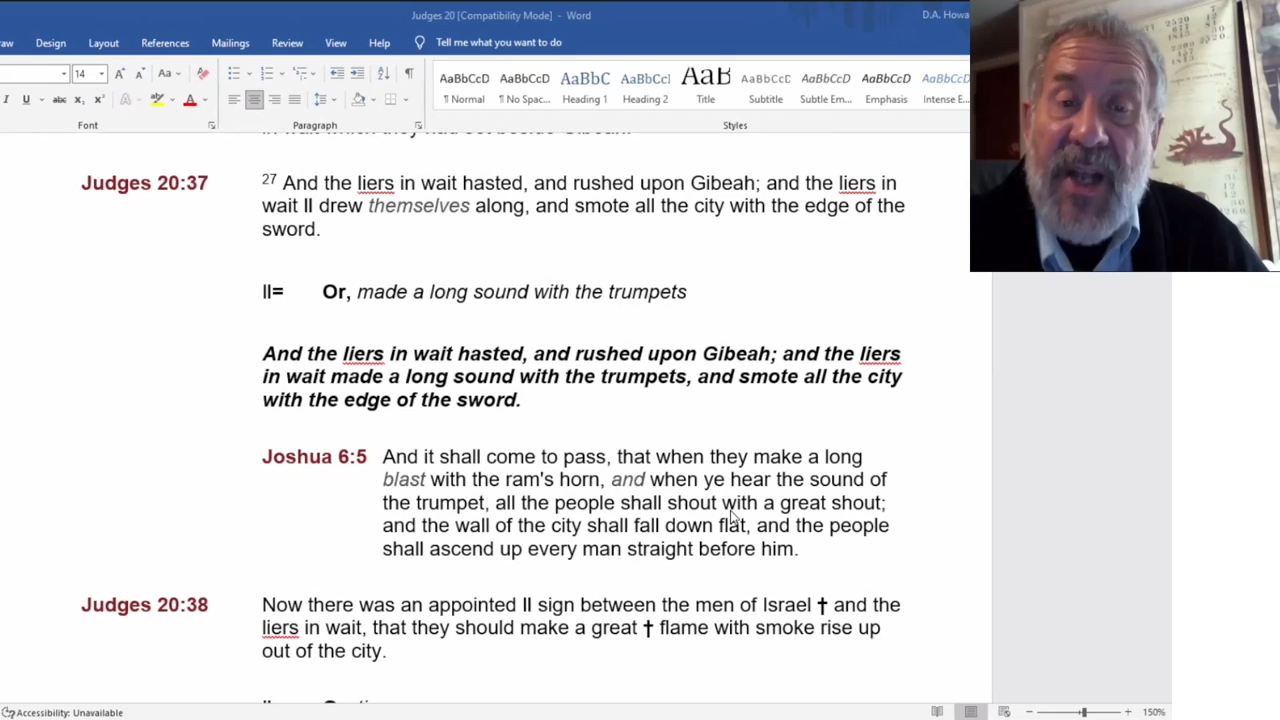 Judges 20 [Compatibility Mode] - Word
D.A. Howa
aw Design Layout References Mailings Review View Help Tell me what you want to do
14
AaBbCcD AaBbCcD AaBbC AaBbCcl AaB AaBbCcD AaBbCcD AaBbCcD AaBbCcD
¶ Normal ¶ No Spac... Heading 1 Heading 2 Title Subtitle Subtle Em... Emphasis Intense E...
Font Paragraph Styles
Judges 20:37
27 And the liers in wait hasted, and rushed upon Gibeah; and the liers in
wait ll drew themselves along, and smote all the city with the edge of the
sword.
ll= Or, made a long sound with the trumpets
And the liers in wait hasted, and rushed upon Gibeah; and the liers
in wait made a long sound with the trumpets, and smote all the city
with the edge of the sword.
Joshua 6:5 And it shall come to pass, that when they make a long
blast with the ram's horn, and when ye hear the sound of
the trumpet, all the people shall shout with a great shout;
and the wall of the city shall fall down flat, and the people
shall ascend up every man straight before him.
Judges 20:38
Now there was an appointed ll sign between the men of Israel † and the
liers in wait, that they should make a great † flame with smoke rise up
out of the city.
Accessibility: Unavailable
150%